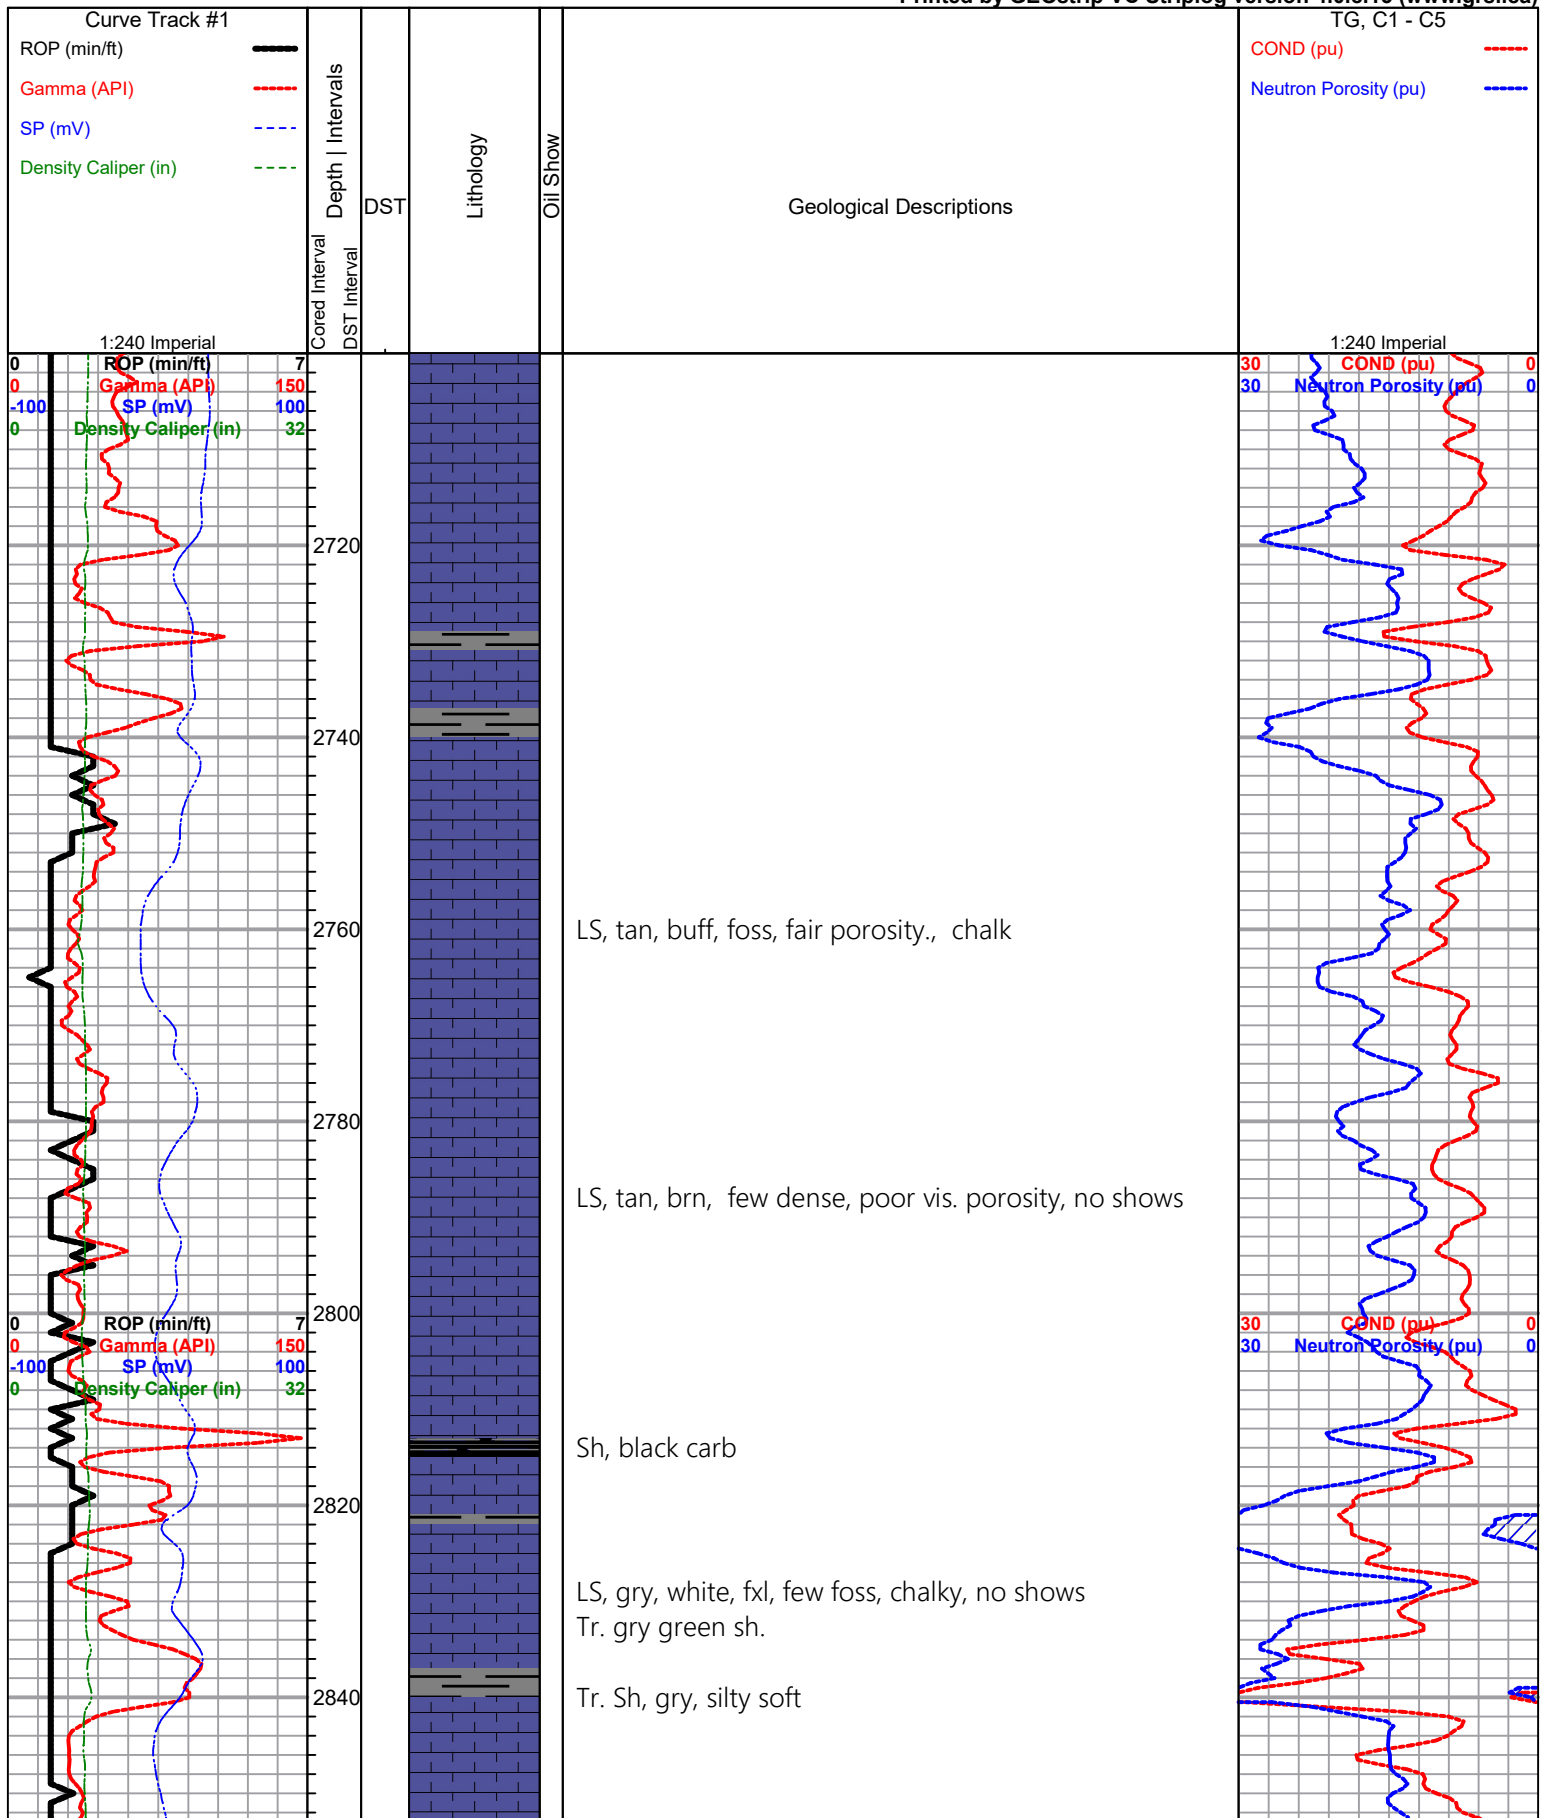 Curve Track #1
ROP (min/ft)
Gamma (API)
SP (mV)
Density Caliper (in)
1:240 Imperial
Depth | Intervals
Cored Interval
DST Interval
DST
Lithology
Oil Show
Geological Descriptions
TG, C1 - C5
COND (pu)
Neutron Porosity (pu)
1:240 Imperial
0 ROP (min/ft) 7
0 Gamma (API) 150
-100 SP (mV) 100
0 Density Caliper (in) 32
30 COND (pu) 0
30 Neutron Porosity (pu) 0
2720
2740
2760
LS, tan, buff, foss, fair porosity., chalk
2780
LS, tan, brn, few dense, poor vis. porosity, no shows
2800
0 ROP (min/ft) 7
0 Gamma (API) 150
-100 SP (mV) 100
0 Density Caliper (in) 32
30 COND (pu) 0
30 Neutron Porosity (pu) 0
Sh, black carb
2820
LS, gry, white, fxl, few foss, chalky, no shows
Tr. gry green sh.
2840
Tr. Sh, gry, silty soft